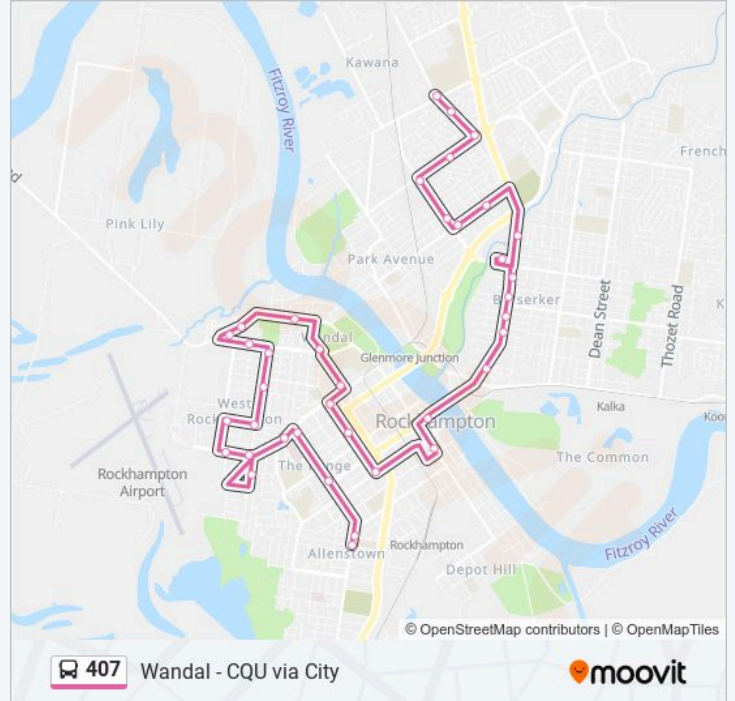 Kawana
Fitzroy River
French
d
Pink Lily
Park Avenue
Berserker
Dean Street
Thozet Road
K
Wandal
Glenmore Junction
West
Rockhampton
Kalka
Koo
Rockhampton
The Range
The Common
Rockhampton
Airport
Allenstown
Rockhampton
Fitzroy River
Depot Hill
© OpenStreetMap contributors | © OpenMapTiles
407 Wandal - CQU via City
moovit